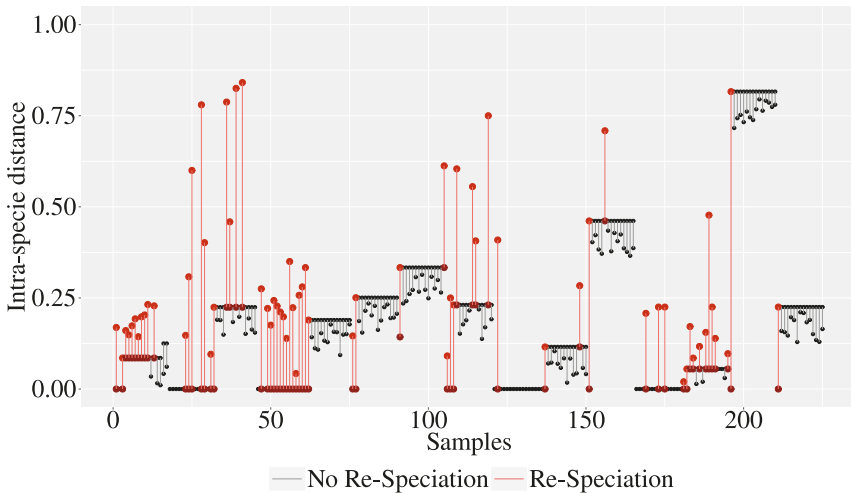 1.00
0.75
0.50
0.25
0.00
Intra-specie distance
0 50 100 150 200
Samples
No Re-Speciation Re-Speciation